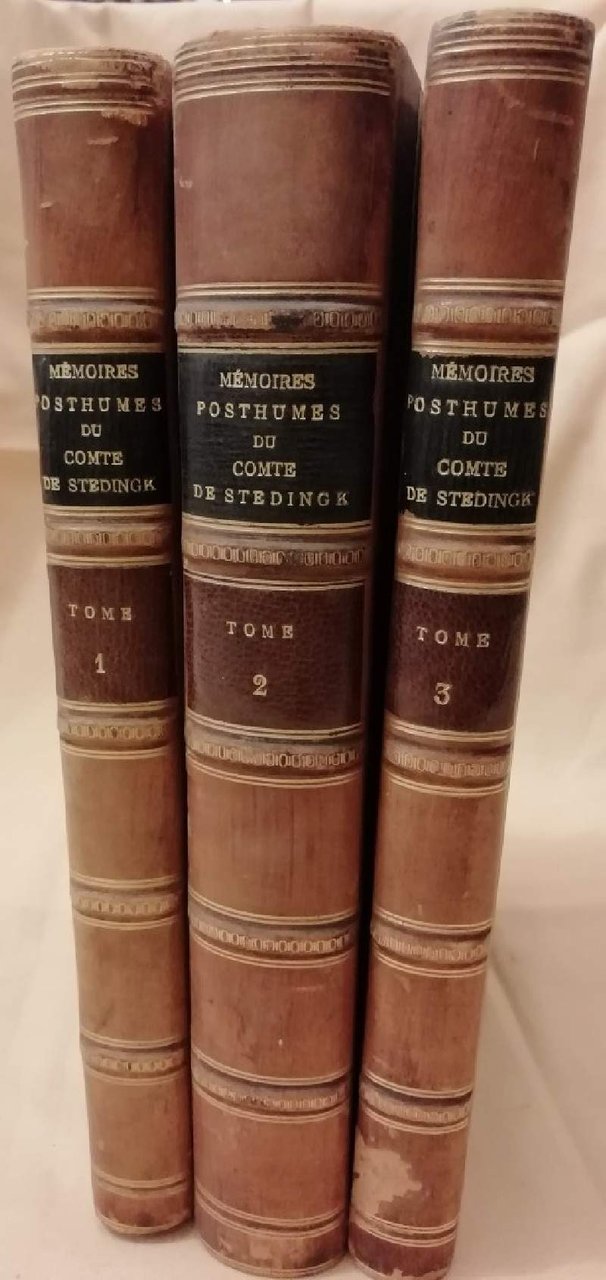 MÉMOIRES
POSTHUMES
DU
COMTE
DE STEDINGK
TOME
1
MÉMOIRES
POSTHUMES
DU
COMTE
DE STEDINGK
TOME
2
MÉMOIRES
POSTHUMES
DU
COMTE
DE STEDINGK
TOME
3